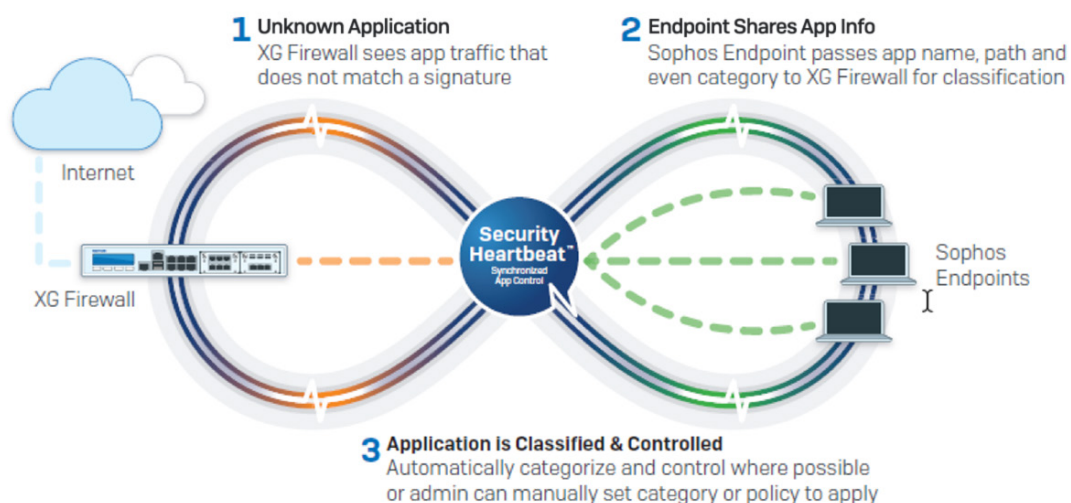 1 Unknown Application
XG Firewall sees app traffic that
does not match a signature
2 Endpoint Shares App Info
Sophos Endpoint passes app name, path and
even category to XG Firewall for classification
Internet
Security
Heartbeat™
Synchronized
App Control
XG Firewall
Sophos
Endpoints
3 Application is Classified & Controlled
Automatically categorize and control where possible
or admin can manually set category or policy to apply